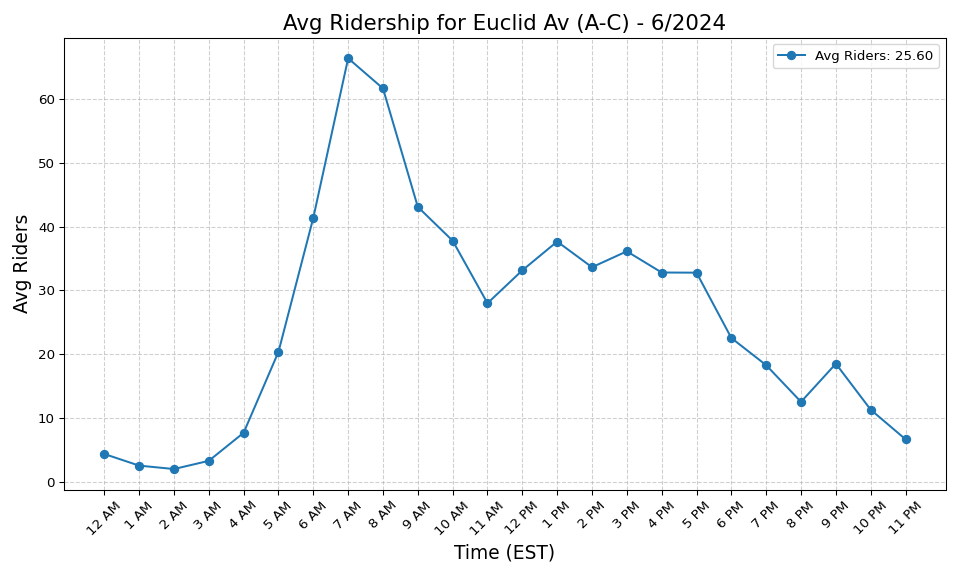 Avg Ridership for Euclid Av (A-C) - 6/2024
Avg Riders: 25.60
Avg Riders
60
50
40
30
20
10
0
12 AM
1 AM
2 AM
3 AM
4 AM
5 AM
6 AM
7 AM
8 AM
9 AM
10 AM
11 AM
12 PM
1 PM
2 PM
3 PM
4 PM
5 PM
6 PM
7 PM
8 PM
9 PM
10 PM
11 PM
Time (EST)